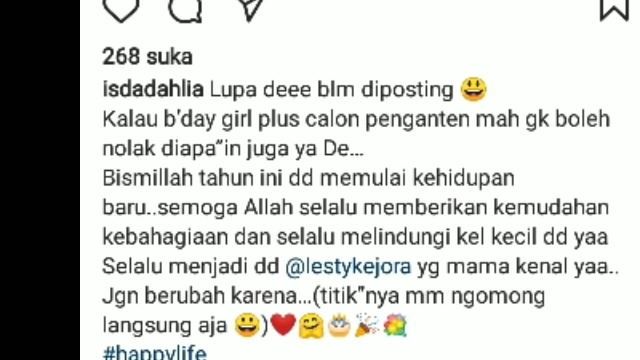 268 suka
isdadahlia Lupa deee blm diposting 😃
Kalau b'day girl plus calon penganten mah gk boleh
nolak diapa"in juga ya De...
Bismillah tahun ini dd memulai kehidupan
baru..semoga Allah selalu memberikan kemudahan
kebahagiaan dan selalu melindungi kel kecil dd yaa
Selalu menjadi dd @lestykejora yg mama kenal yaa..
Jgn berubah karena...(titik"nya mm ngomong
langsung aja 😀)❤️🤗🎂🎉💐
#happylife